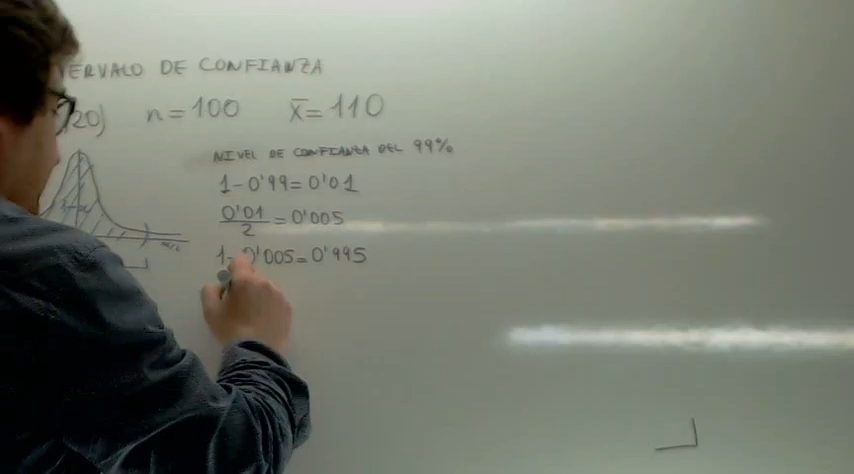 ERVALO DE CONFIANZA
20) n=100 x̄=110
NIVEL DE CONFIANZA DEL 99%
1-0'99=0'01
0'01/2=0'005
1-0'005=0'995